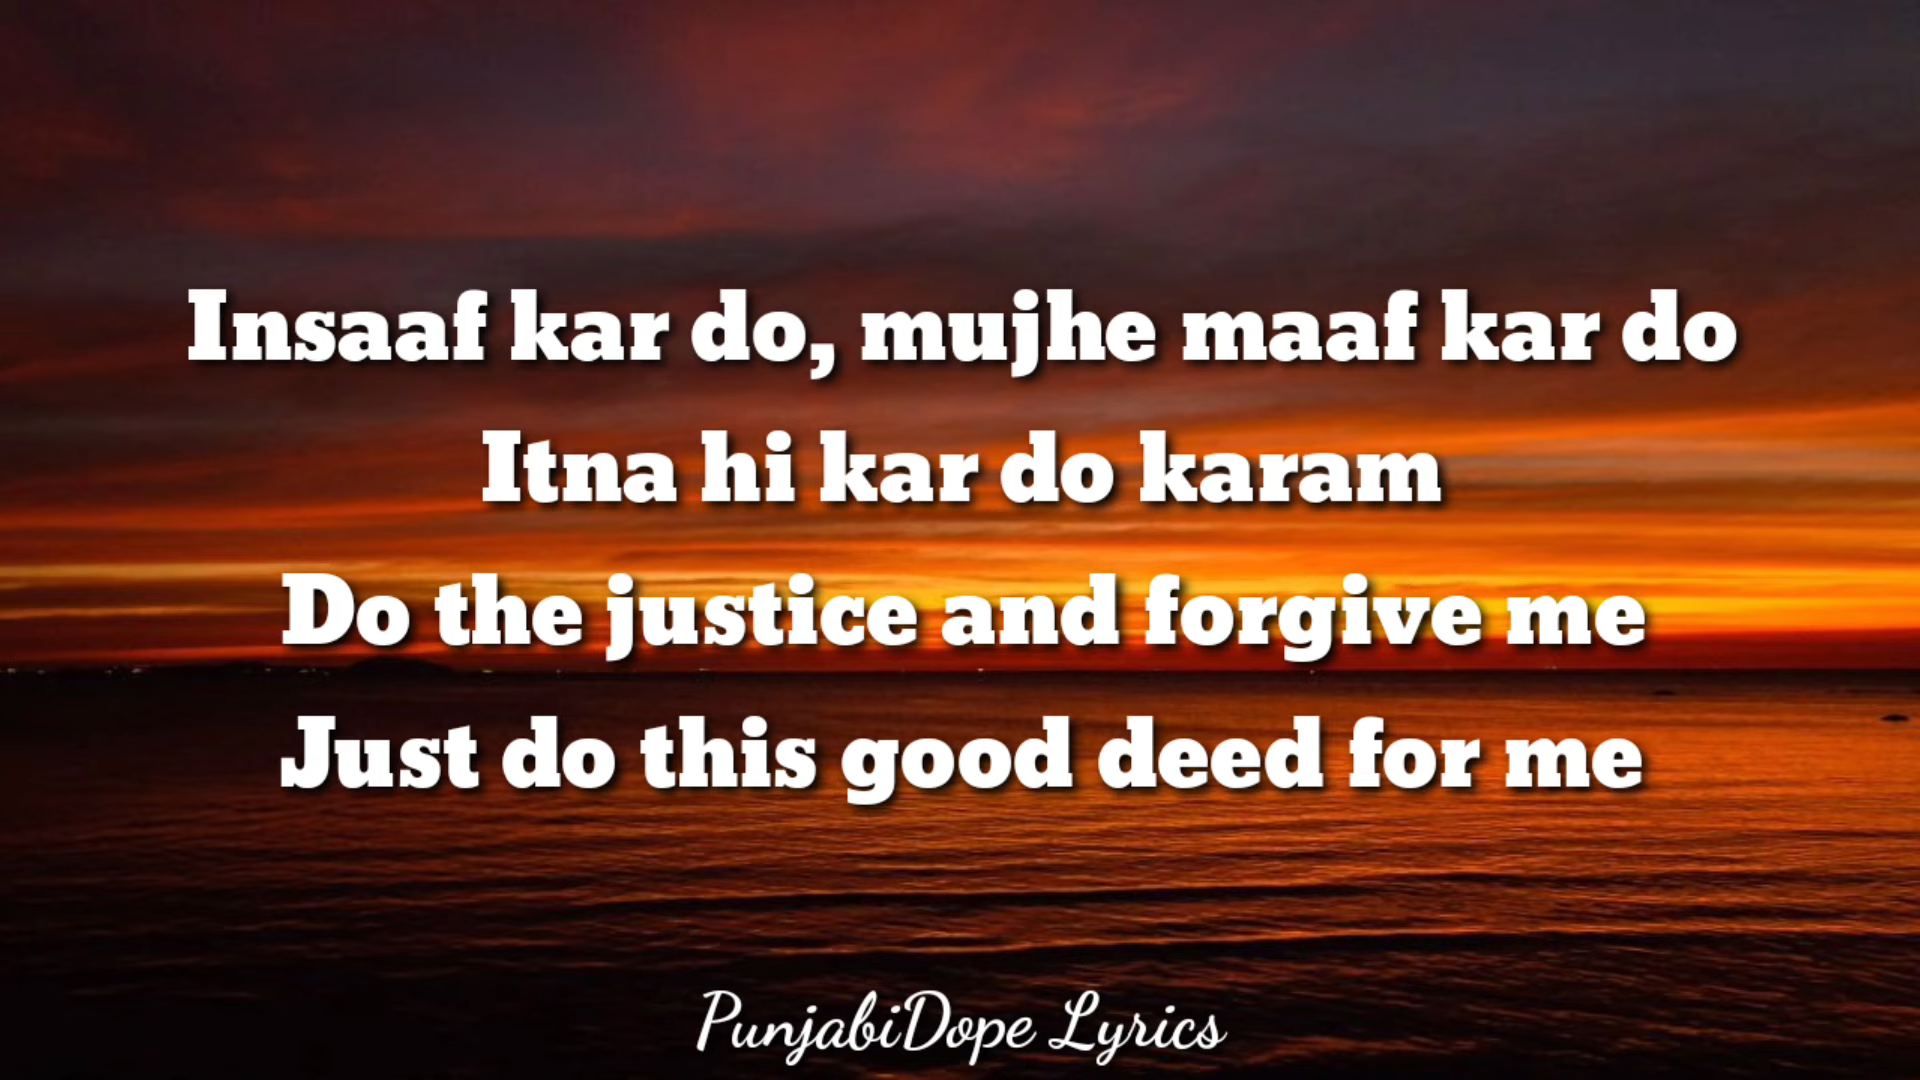 Insaaf kar do, mujhe maaf kar do
Itna hi kar do karam
Do the justice and forgive me
Just do this good deed for me
PunjabiDope Lyrics